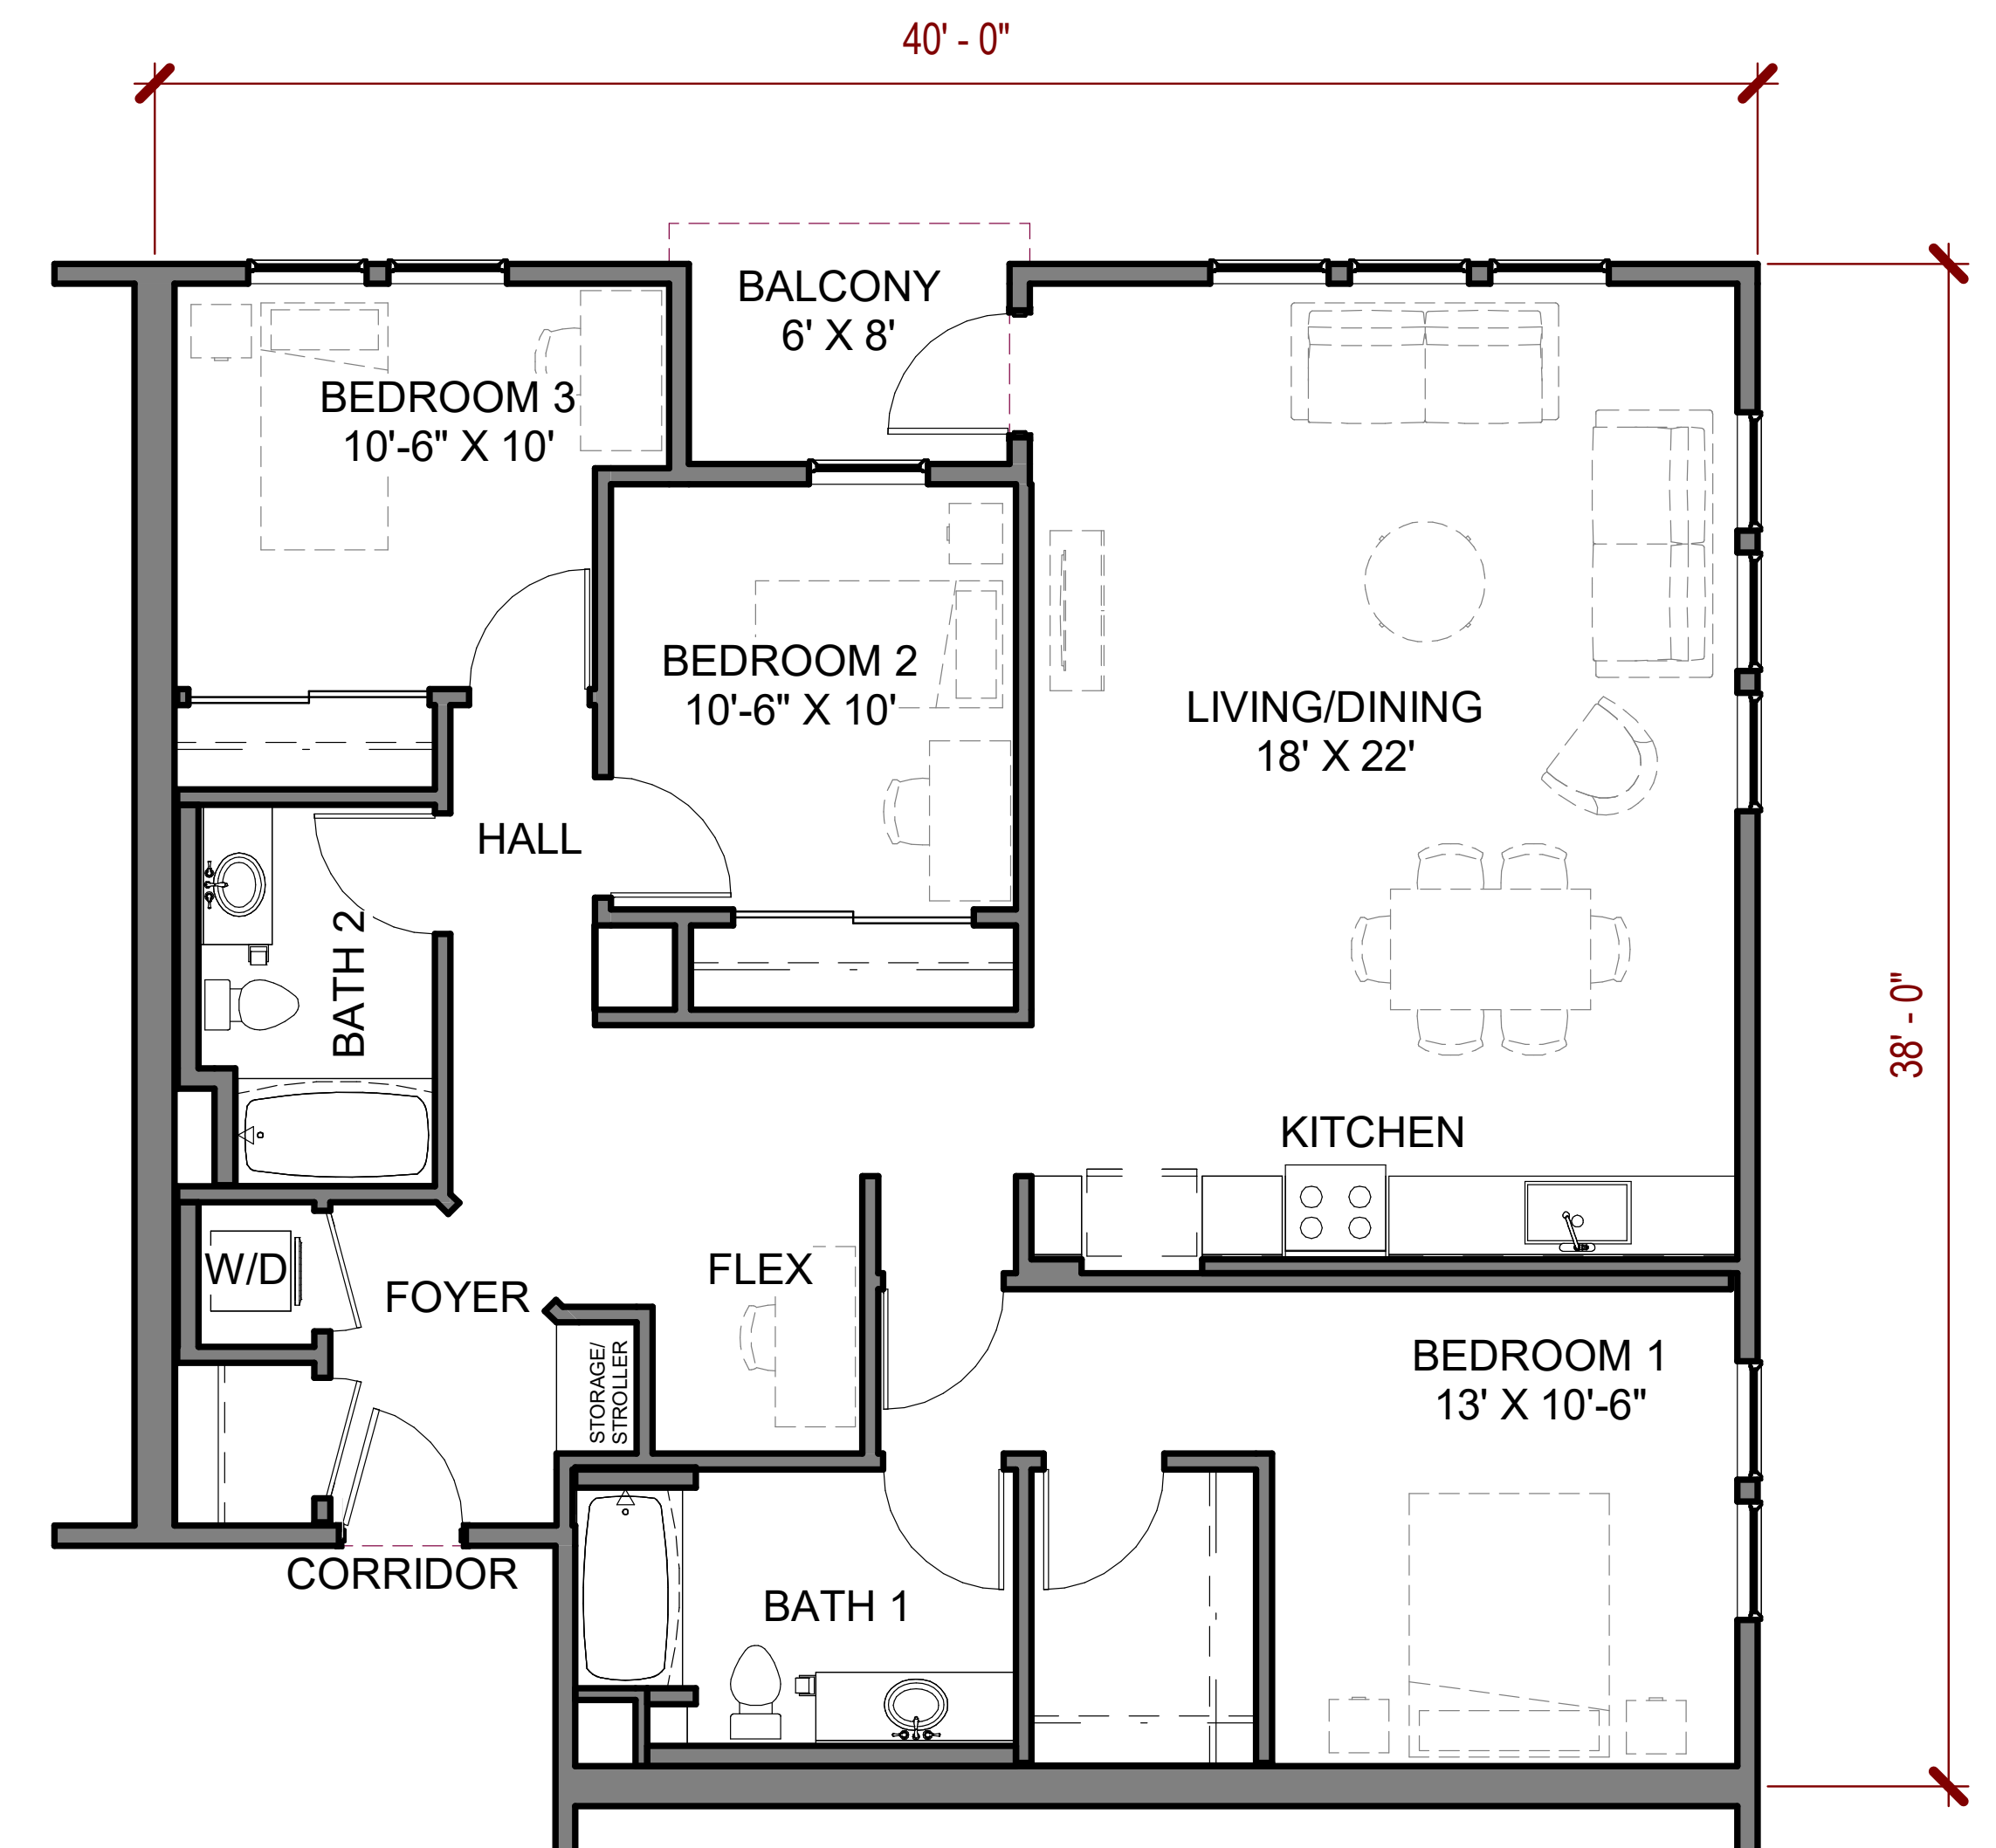 40' - 0"
BALCONY
6' X 8'
BEDROOM 3
10'-6" X 10'
BEDROOM 2
10'-6" X 10'
LIVING/DINING
18' X 22'
HALL
BATH 2
38' - 0"
KITCHEN
W/D
FOYER
FLEX
STORAGE/
STROLLER
BEDROOM 1
13' X 10'-6"
CORRIDOR
BATH 1